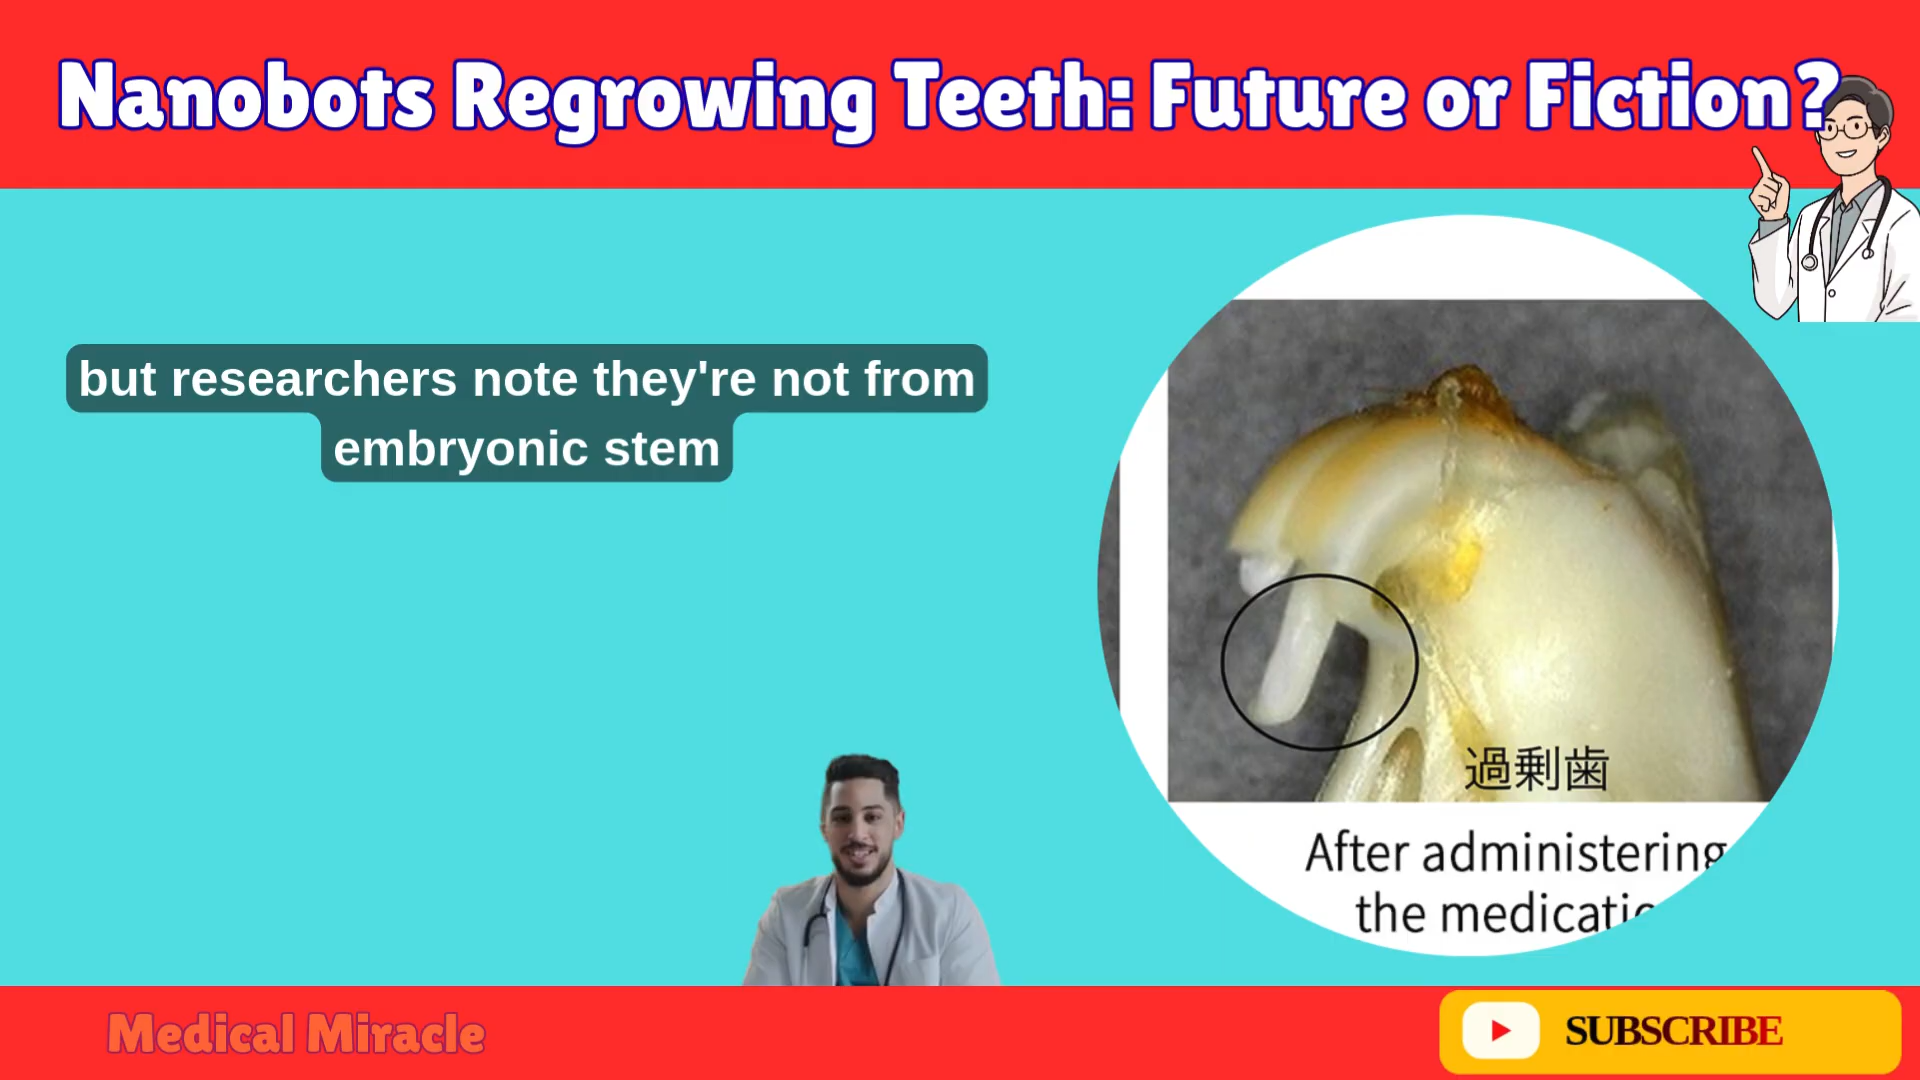 Nanobots Regrowing Teeth: Future or Fiction?
but researchers note they're not from
embryonic stem
過剰歯
After administering
the medicatio
Medical Miracle
SUBSCRIBE